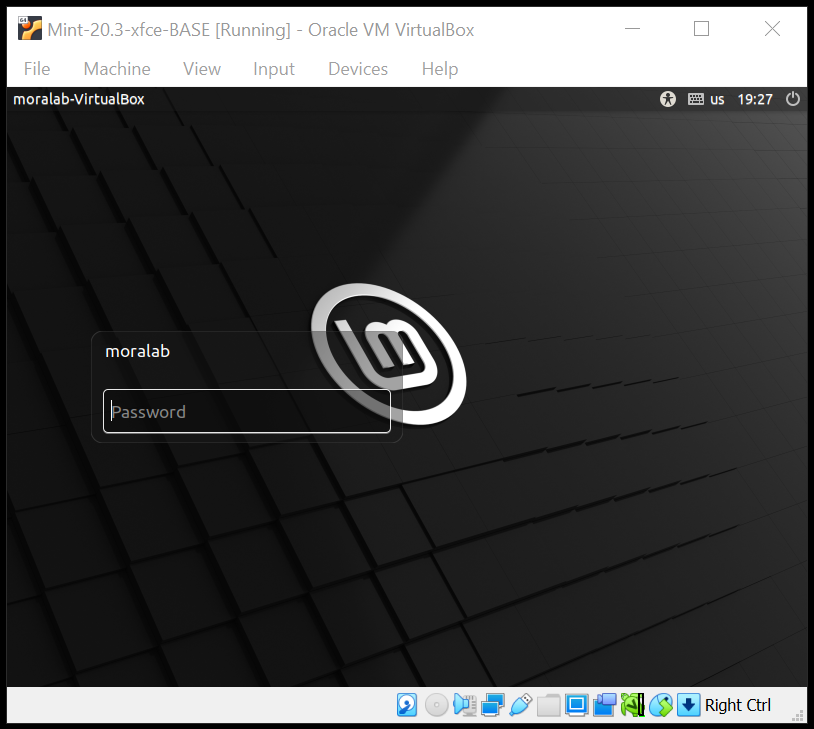 Mint-20.3-xfce-BASE [Running] - Oracle VM VirtualBox
File Machine View Input Devices Help
moralab-VirtualBox us 19:27
moralab
Password
Right Ctrl